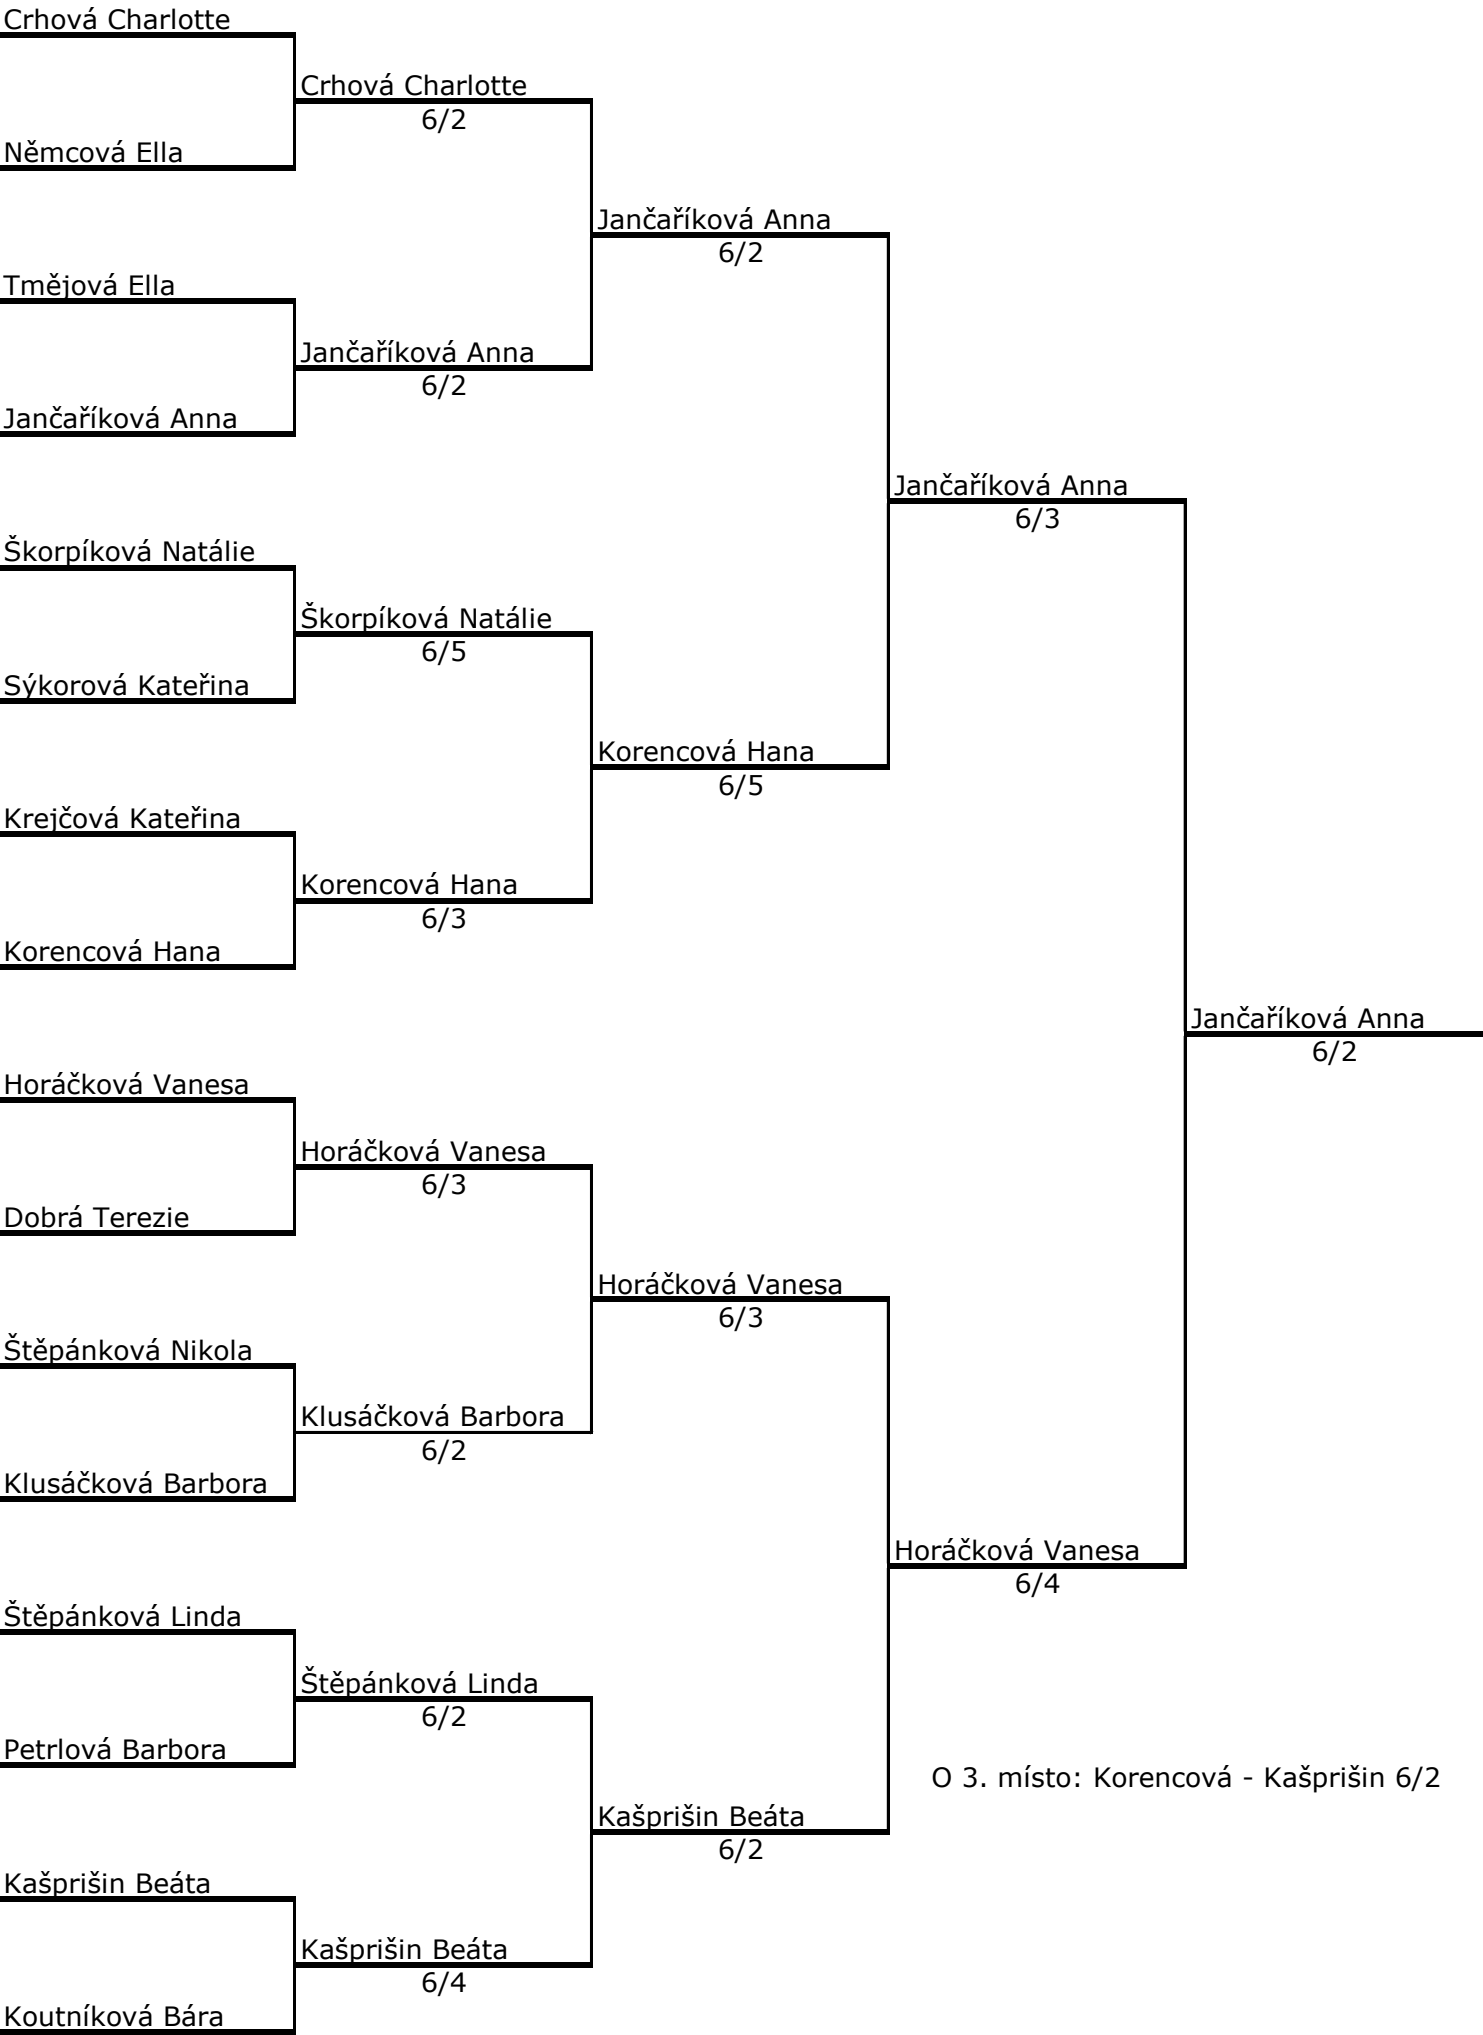 Crhová Charlotte
Crhová Charlotte
6/2
Němcová Ella
Jančaříková Anna
6/2
Tmějová Ella
Jančaříková Anna
6/2
Jančaříková Anna
Jančaříková Anna
6/3
Škorpíková Natálie
Škorpíková Natálie
6/5
Sýkorová Kateřina
Korencová Hana
6/5
Krejčová Kateřina
Korencová Hana
6/3
Korencová Hana
Jančaříková Anna
6/2
Horáčková Vanesa
Horáčková Vanesa
6/3
Dobrá Terezie
Horáčková Vanesa
6/3
Štěpánková Nikola
Klusáčková Barbora
6/2
Klusáčková Barbora
Horáčková Vanesa
6/4
Štěpánková Linda
Štěpánková Linda
6/2
Petrlová Barbora
O 3. místo: Korencová - Kašprišin 6/2
Kašprišin Beáta
6/2
Kašprišin Beáta
Kašprišin Beáta
6/4
Koutníková Bára